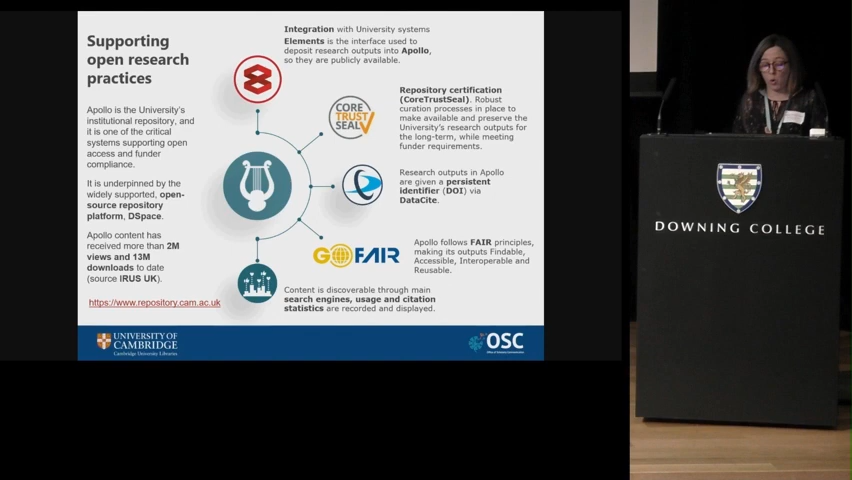 Supporting
open research
practices
Apollo is the University's
institutional repository, and
it is one of the critical
systems supporting open
access and funder
compliance.
It is underpinned by the
widely supported, open-
source repository
platform, DSpace.
Apollo content has
received more than 2M
views and 13M
downloads to date
(source IRUS UK).
https://www.repository.cam.ac.uk
Integration with University systems
Elements is the interface used to
deposit research outputs into Apollo,
so they are publicly available.
CORE
TRUST
SEAL
Repository certification
(CoreTrustSeal). Robust
curation processes in place to
make available and preserve the
University's research outputs for
the long-term, while meeting
funder requirements.
Research outputs in Apollo
are given a persistent
identifier (DOI) via
DataCite.
GO FAIR
Apollo follows FAIR principles,
making its outputs Findable,
Accessible, Interoperable and
Reusable.
Content is discoverable through main
search engines, usage and citation
statistics are recorded and displayed.
UNIVERSITY OF
CAMBRIDGE
Cambridge University Libraries
OSC
Office of Scholarly Communication
DOWNING COLLEGE